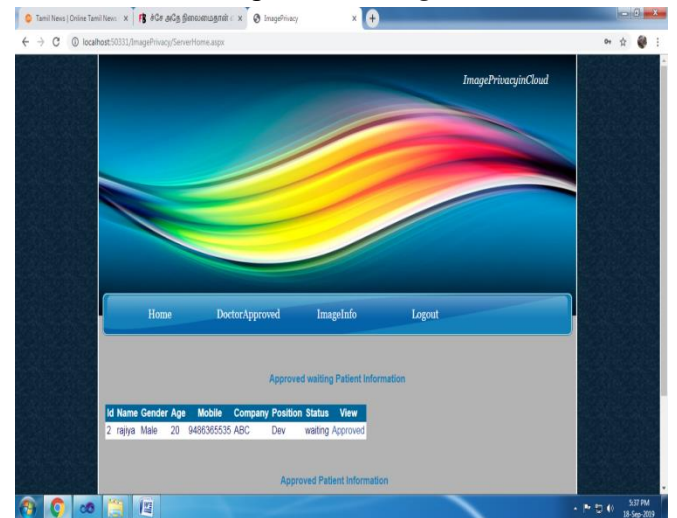 Tamil News | Online Tamil News
நிலைமைதான்
ImagePrivacy
localhost:50331/ImagePrivacy/ServerHome.aspx
ImagePrivacyinCloud
Home DoctorApproved ImageInfo Logout
Approved waiting Patient Information
Id Name Gender Age Mobile Company Position Status View
2 rajiya Male 20 9486365535 ABC Dev waiting Approved
Approved Patient Information
5:37 PM
18-Sep-2019